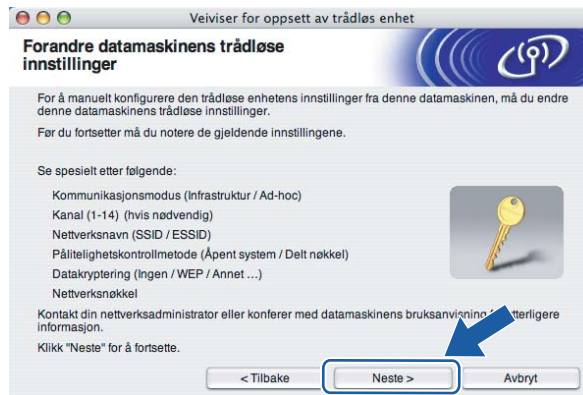 Veiviser for oppsett av trådløs enhet
Forandre datamaskinens trådløse
innstillinger
For å manuelt konfigurere den trådløse enhetens innstillinger fra denne datamaskinen, må du endre
denne datamaskinens trådløse innstillinger.
Før du fortsetter må du notere de gjeldende innstillingene.
Se spesielt etter følgende:
Kommunikasjonsmodus (Infrastruktur / Ad-hoc)
Kanal (1-14) (hvis nødvendig)
Nettverksnavn (SSID / ESSID)
Pålitelighetskontrollmetode (Åpent system / Delt nøkkel)
Datakryptering (Ingen / WEP / Annet ...)
Nettverksnøkkel
Kontakt din nettverksadministrator eller konferer med datamaskinens bruksanvisning
informasjon.
Klikk "Neste" for å fortsette.
< Tilbake
Neste >
Avbryt